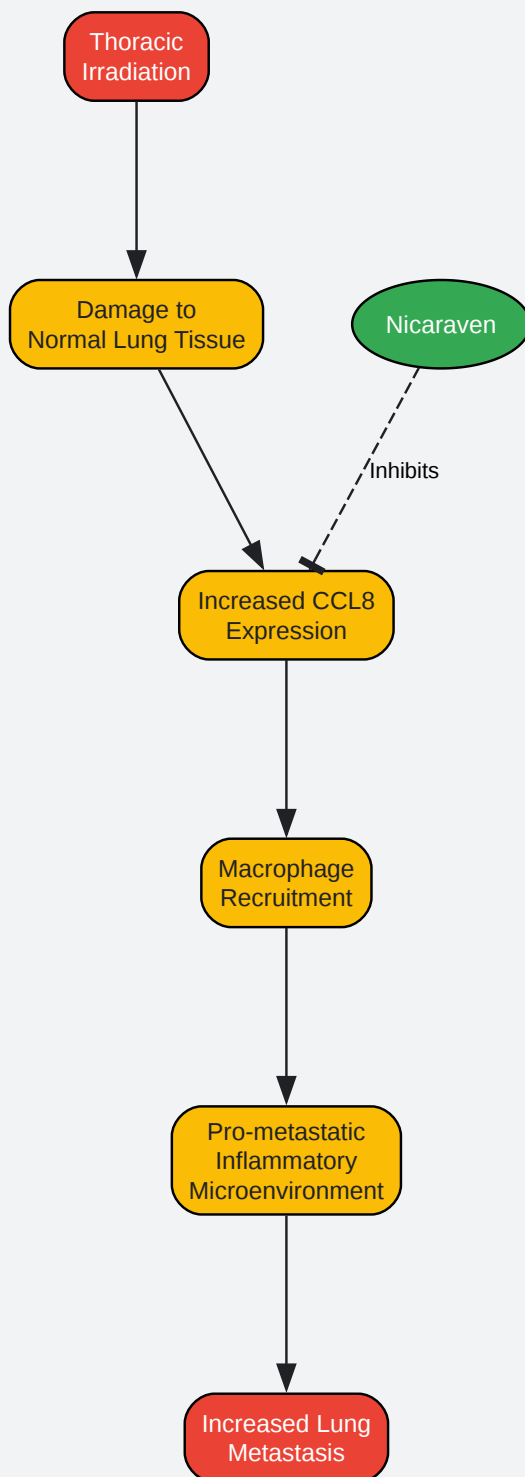 Thoracic
Irradiation
Damage to
Normal Lung Tissue
Nicaraven
Inhibits
Increased CCL8
Expression
Macrophage
Recruitment
Pro-metastatic
Inflammatory
Microenvironment
Increased Lung
Metastasis